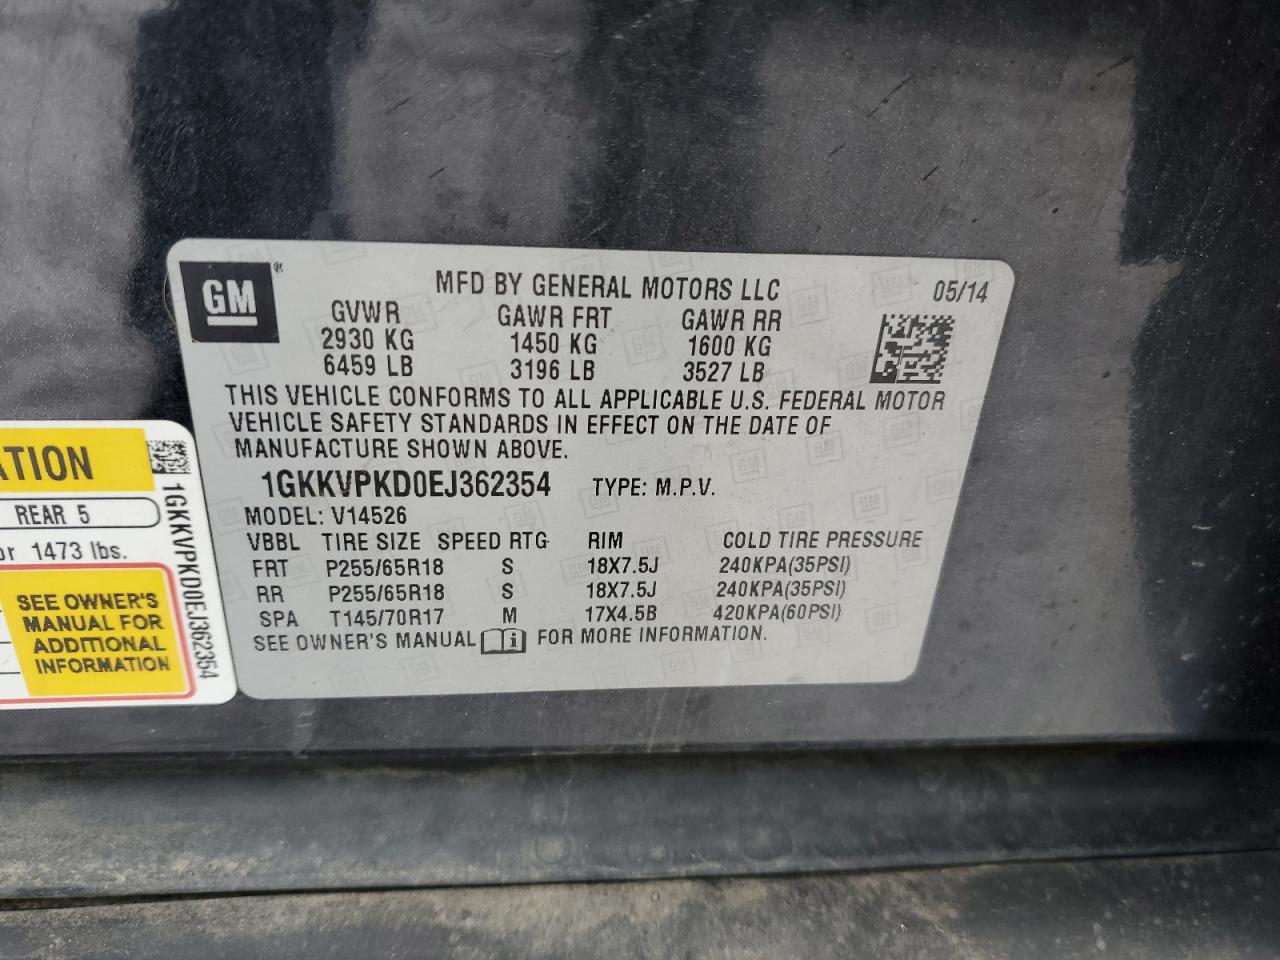 GM ®
MFD BY GENERAL MOTORS LLC 05/14
GVWR GAWR FRT GAWR RR
2930 KG 1450 KG 1600 KG
6459 LB 3196 LB 3527 LB
THIS VEHICLE CONFORMS TO ALL APPLICABLE U.S. FEDERAL MOTOR
VEHICLE SAFETY STANDARDS IN EFFECT ON THE DATE OF
MANUFACTURE SHOWN ABOVE.
1GKKVPKD0EJ362354 TYPE: M.P.V.
MODEL: V14526
VBBL TIRE SIZE SPEED RTG RIM COLD TIRE PRESSURE
FRT P255/65R18 S 18X7.5J 240KPA(35PSI)
RR P255/65R18 S 18X7.5J 240KPA(35PSI)
SPA T145/70R17 M 17X4.5B 420KPA(60PSI)
SEE OWNER'S MANUAL i FOR MORE INFORMATION.
ATION
REAR 5
or 1473 lbs.
SEE OWNER'S
MANUAL FOR
ADDITIONAL
INFORMATION
1GKKVPKD0EJ362354